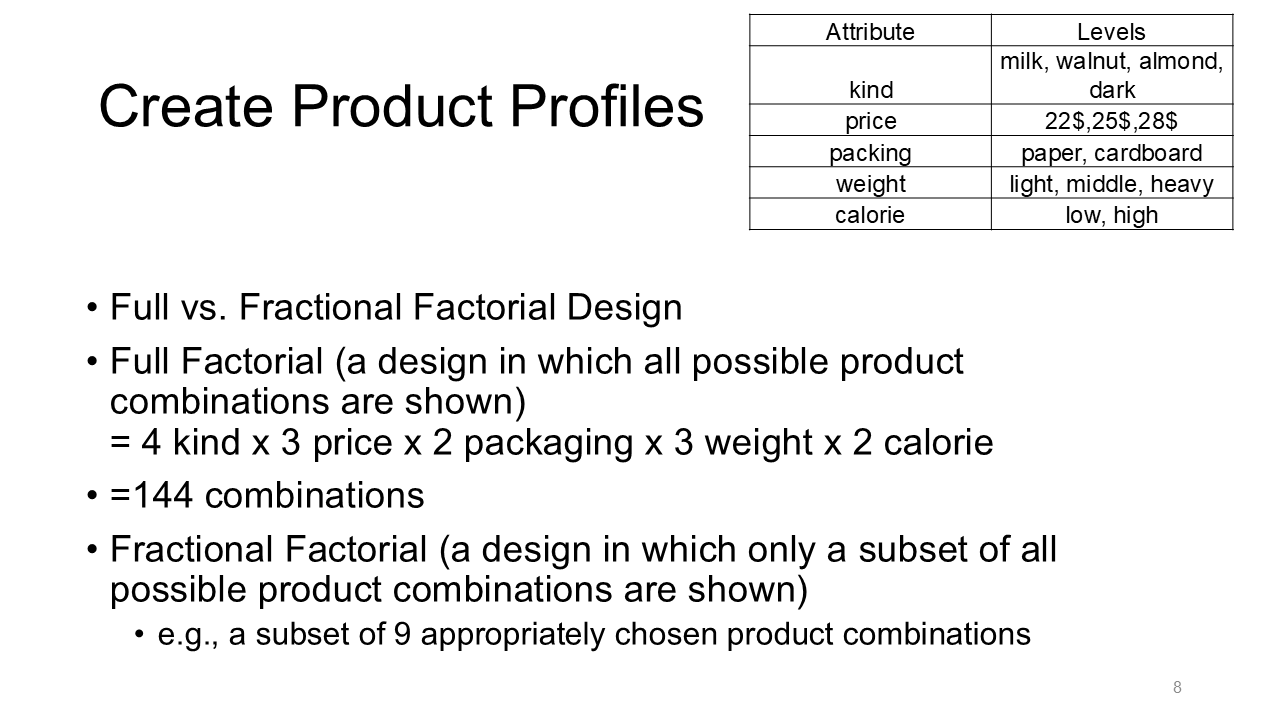 Create Product Profiles
Attribute Levels
kind milk, walnut, almond,
dark
price 22$,25$,28$
packing paper, cardboard
weight light, middle, heavy
calorie low, high
• Full vs. Fractional Factorial Design
• Full Factorial (a design in which all possible product
combinations are shown)
= 4 kind x 3 price x 2 packaging x 3 weight x 2 calorie
• =144 combinations
• Fractional Factorial (a design in which only a subset of all
possible product combinations are shown)
• e.g., a subset of 9 appropriately chosen product combinations
8